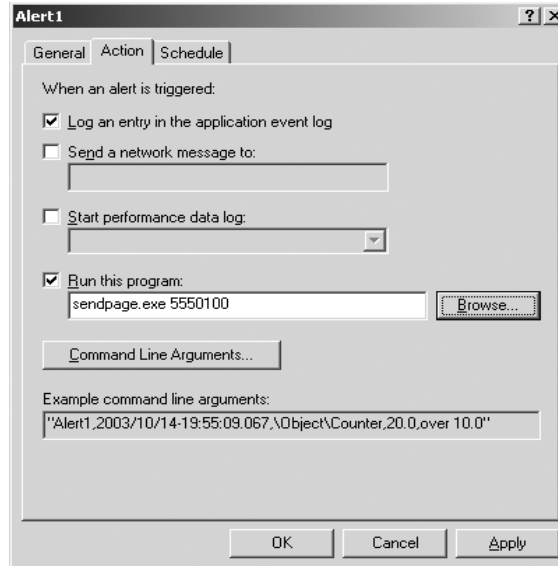 Alert1
General Action Schedule
When an alert is triggered:
Log an entry in the application event log
Send a network message to:
Start performance data log:
Run this program:
sendpage.exe 5550100 Browse...
Command Line Arguments...
Example command line arguments:
"Alert1,2003/10/14-19:55:09.067,\Object\Counter,20.0,over 10.0"
OK Cancel Apply